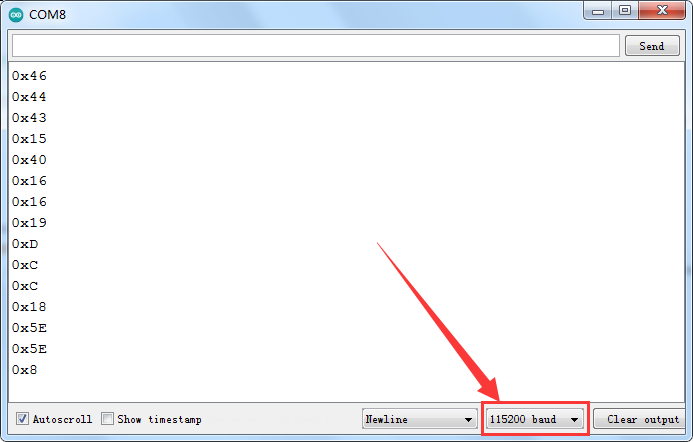 COM8
Send
0x46
0x44
0x43
0x15
0x40
0x16
0x16
0x19
0xD
0xC
0xC
0x18
0x5E
0x5E
0x8
Autoscroll Show timestamp Newline 115200 baud Clear output